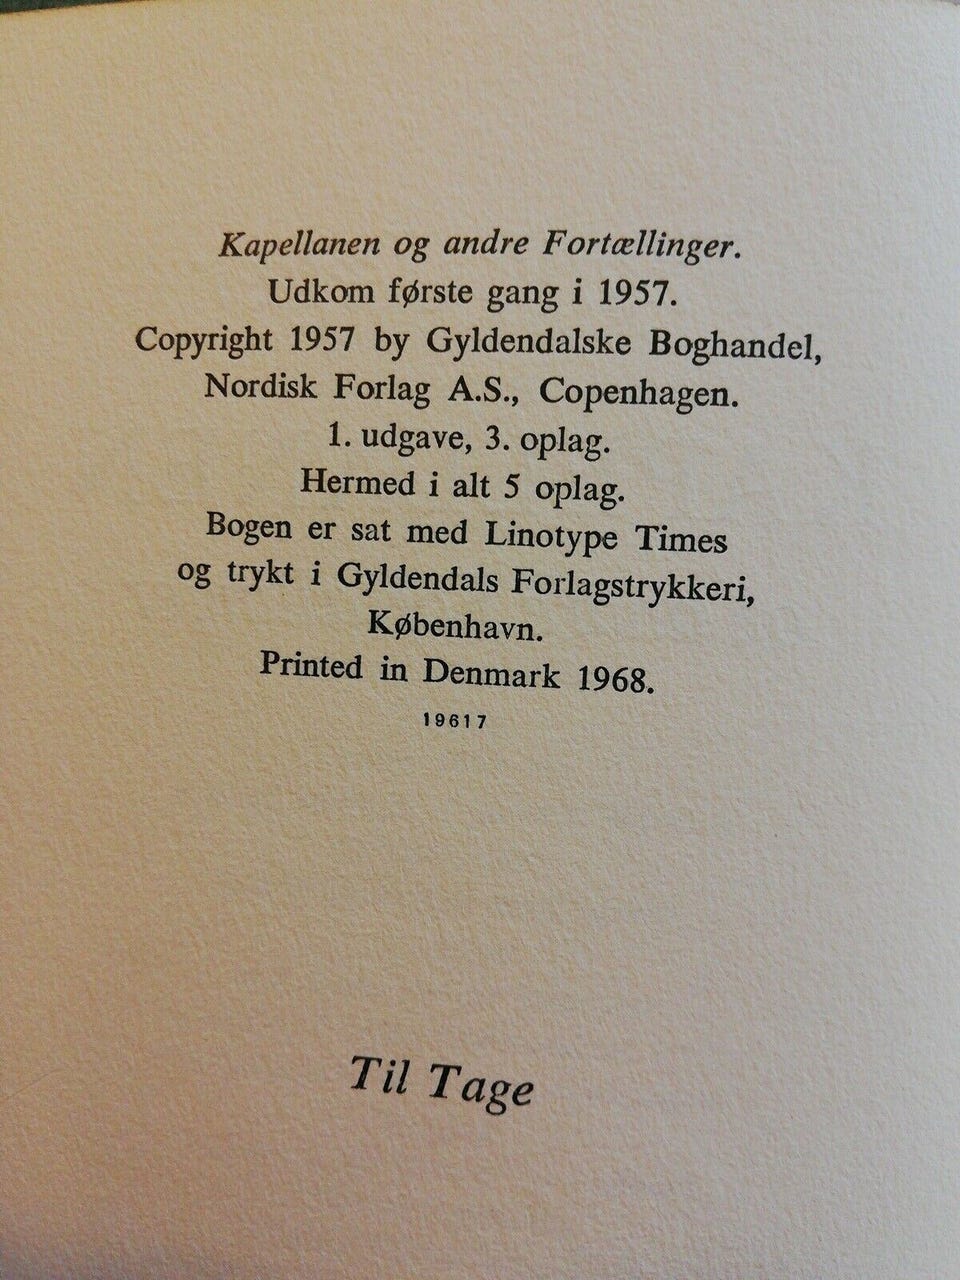 Kapellanen og andre Fortællinger.
Udkom første gang i 1957.
Copyright 1957 by Gyldendalske Boghandel,
Nordisk Forlag A.S., Copenhagen.
1. udgave, 3. oplag.
Hermed i alt 5 oplag.
Bogen er sat med Linotype Times
og trykt i Gyldendals Forlagstrykkeri,
København.
Printed in Denmark 1968.
19617
Til Tage